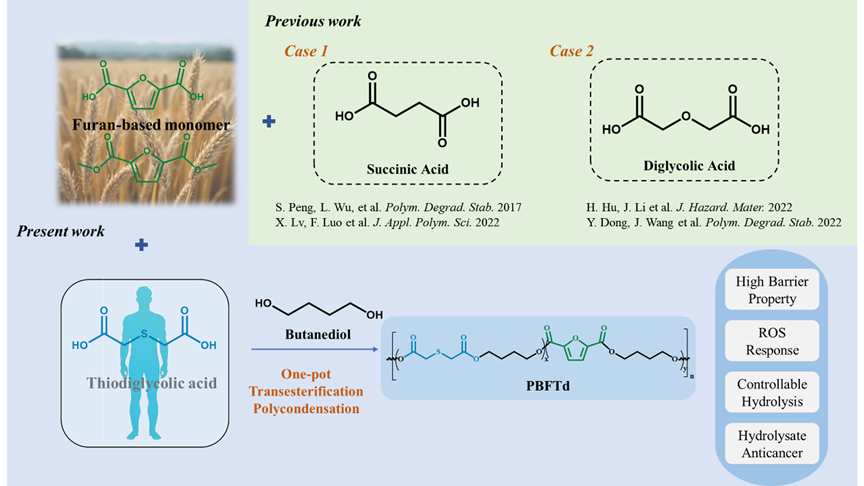 Previous work
Case 1
Case 2
HO
O
O
O
OH
Furan-based monomer
O
O
O
O
O
+
O
HO
OH
O
Succinic Acid
O
O
HO
O
OH
Diglycolic Acid
S. Peng, L. Wu, et al. Polym. Degrad. Stab. 2017
X. Lv, F. Luo et al. J. Appl. Polym. Sci. 2022
H. Hu, J. Li et al. J. Hazard. Mater. 2022
Y. Dong, J. Wang et al. Polym. Degrad. Stab. 2022
Present work
+
O
O
HO
S
OH
Thiodiglycolic acid
HO
OH
Butanediol
One-pot
Transesterification
Polycondensation
O
O
O
S
O
O
x
O
O
O
O
O
y
n
PBFTd
High Barrier
Property
ROS
Response
Controllable
Hydrolysis
Hydrolysate
Anticancer